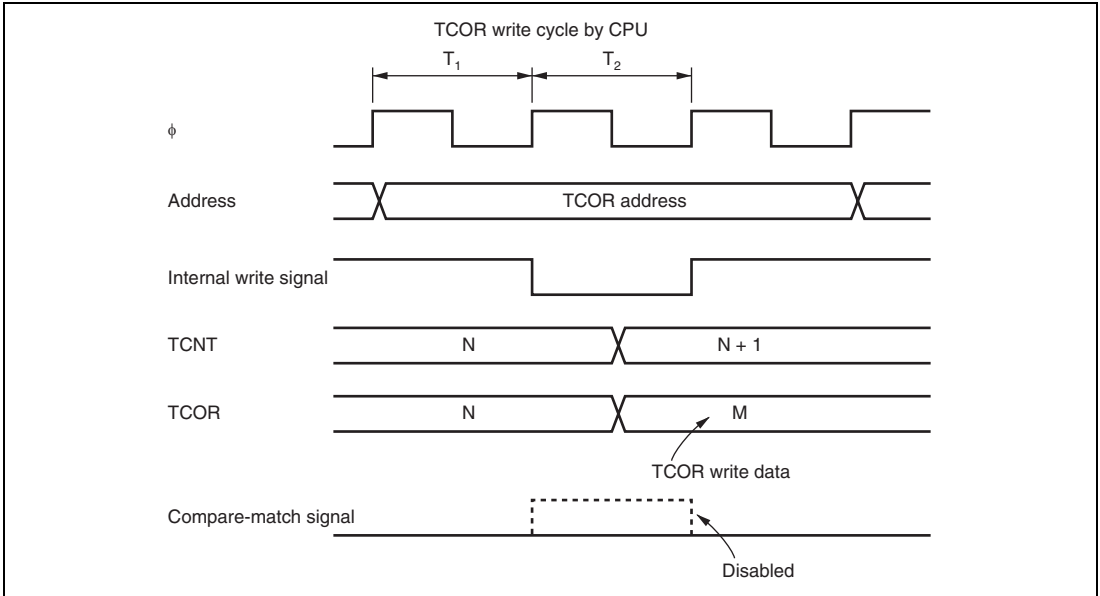 TCOR write cycle by CPU
T1 T2
ϕ
Address TCOR address
Internal write signal
TCNT N N + 1
TCOR N M
TCOR write data
Compare-match signal
Disabled